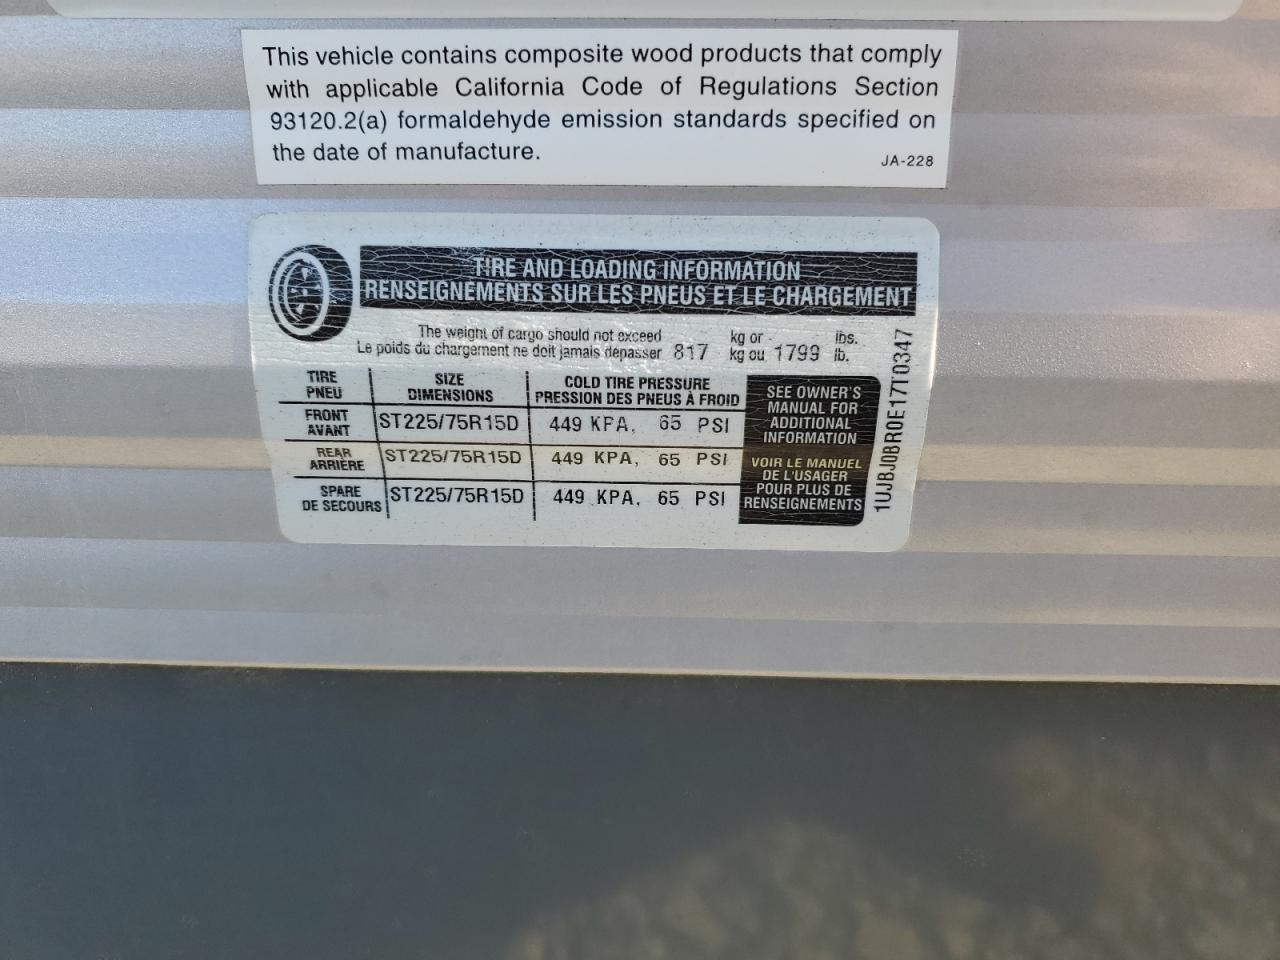 This vehicle contains composite wood products that comply
with applicable California Code of Regulations Section
93120.2(a) formaldehyde emission standards specified on
the date of manufacture.
JA-228
TIRE AND LOADING INFORMATION
RENSEIGNEMENTS SUR LES PNEUS ET LE CHARGEMENT
The weight of cargo should not exceed kg or lbs.
Le poids du chargement ne doit jamais dépasser 817 kg ou 1799 lb.
TIRE SIZE COLD TIRE PRESSURE
PNEU DIMENSIONS PRESSION DES PNEUS À FROID
FRONT
AVANT ST225/75R15D 449 KPA, 65 PSI
REAR
ARRIÈRE ST225/75R15D 449 KPA, 65 PSI
SPARE
DE SECOURS ST225/75R15D 449 KPA, 65 PSI
SEE OWNER'S
MANUAL FOR
ADDITIONAL
INFORMATION
VOIR LE MANUEL
DE L'USAGER
POUR PLUS DE
RENSEIGNEMENTS
1UJBJ0BR0E17T0347